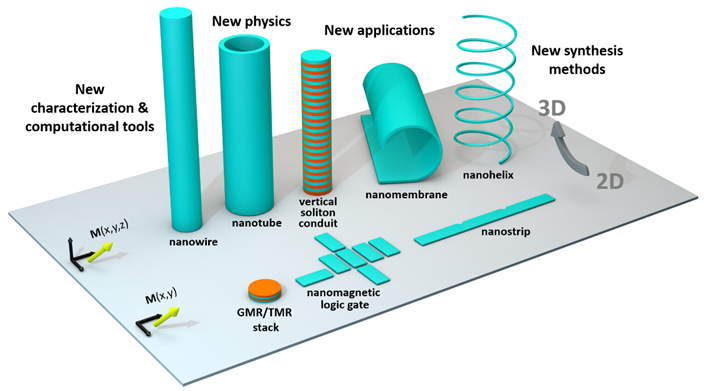 New physics
New applications
New synthesis
methods
New
characterization &
computational tools
3D
2D
nanowire
nanotube
vertical
soliton
conduit
nanomembrane
nanohelix
nanostrip
M(x,y,z)
M(x,y)
GMR/TMR
stack
nanomagnetic
logic gate